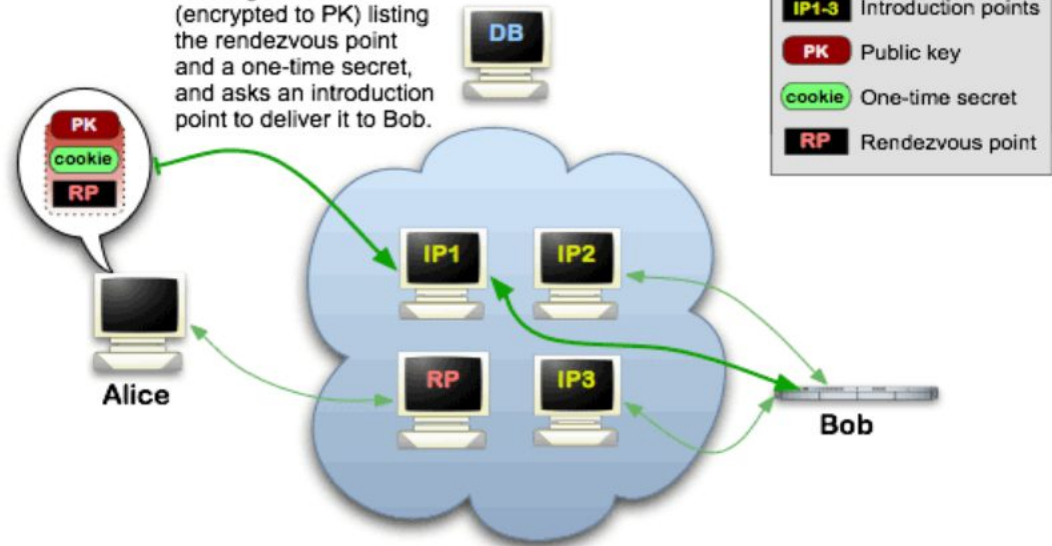 (encrypted to PK) listing
the rendezvous point
and a one-time secret,
and asks an introduction
point to deliver it to Bob.
DB
IP1-3 Introduction points
PK Public key
cookie One-time secret
RP Rendezvous point
PK
cookie
RP
IP1
IP2
RP
IP3
Alice
Bob